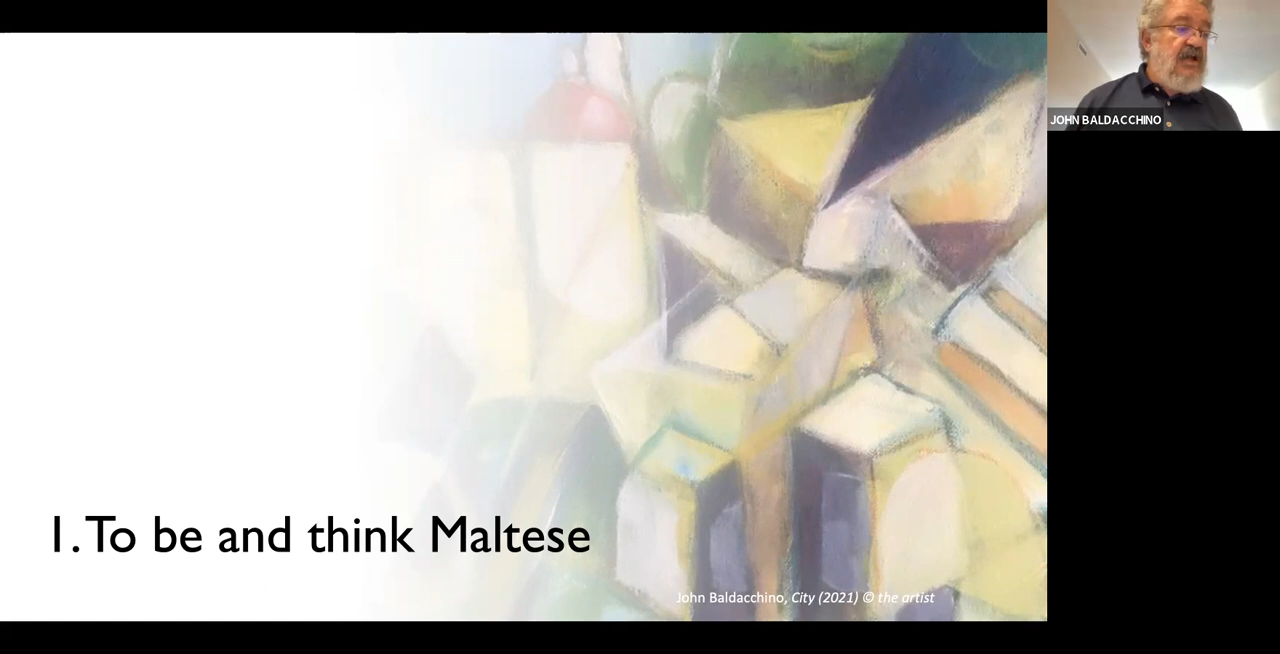 JOHN BALDACCHINO
1. To be and think Maltese
John Baldacchino, City (2021) © the artist